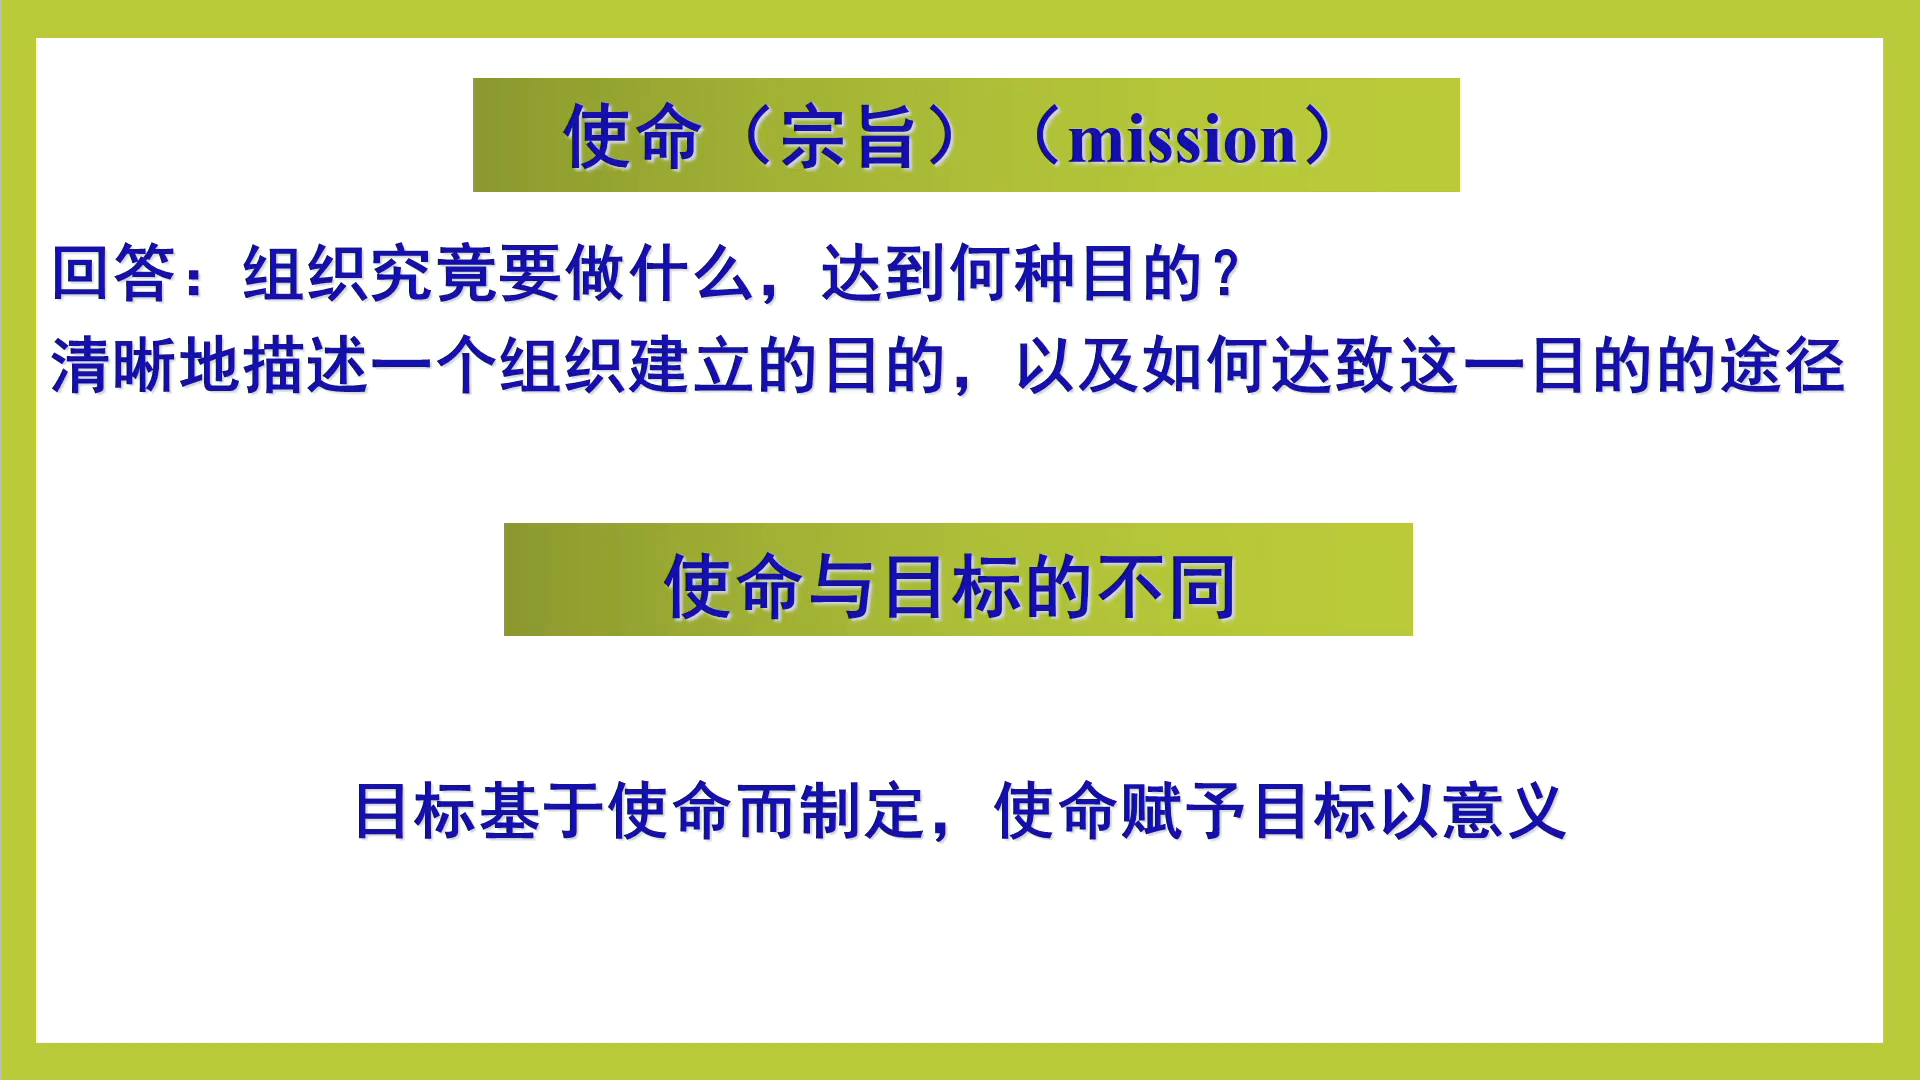 使命（宗旨）（mission）
回答：组织究竟要做什么，达到何种目的？
清晰地描述一个组织建立的目的，以及如何达致这一目的的途径
使命与目标的不同
目标基于使命而制定，使命赋予目标以意义